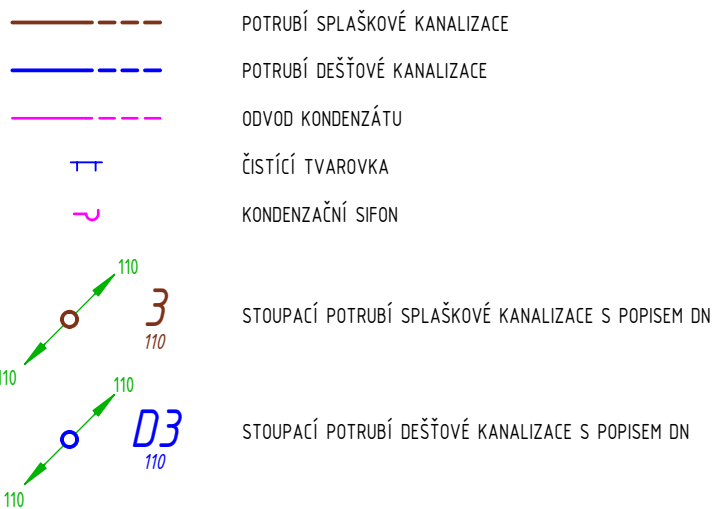 POTRUBÍ SPLAŠKOVÉ KANALIZACE
POTRUBÍ DEŠŤOVÉ KANALIZACE
ODVOD KONDENZÁTU
ČISTÍCÍ TVAROVKA
KONDENZAČNÍ SIFON
110
3
110
110
STOUPACÍ POTRUBÍ SPLAŠKOVÉ KANALIZACE S POPISEM DN
110
D3
110
110
STOUPACÍ POTRUBÍ DEŠŤOVÉ KANALIZACE S POPISEM DN